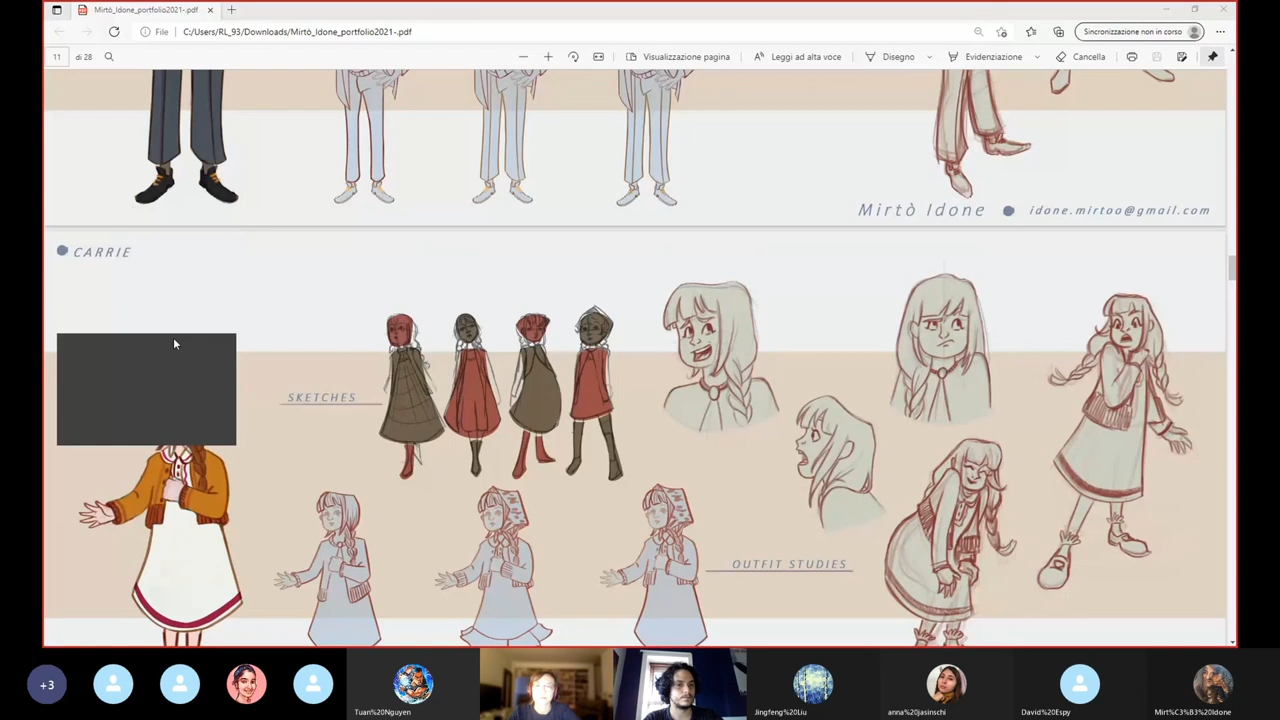 Mirtò_Idone_portfolio2021-.pdf
File
C:/Users/RL_93/Downloads/Mirtò_Idone_portfolio2021-.pdf
Sincronizzazione non in corso
11 di 28
Visualizzazione pagina
Leggi ad alta voce
Disegno
Evidenziazione
Cancella
Mirtò Idone
idone.mirtoo@gmail.com
CARRIE
SKETCHES
OUTFIT STUDIES
+3
Tuan%20Nguyen
Jingfeng%20Liu
anna%20jasinschi
David%20Espy
Mirt%C3%B3%20Idone